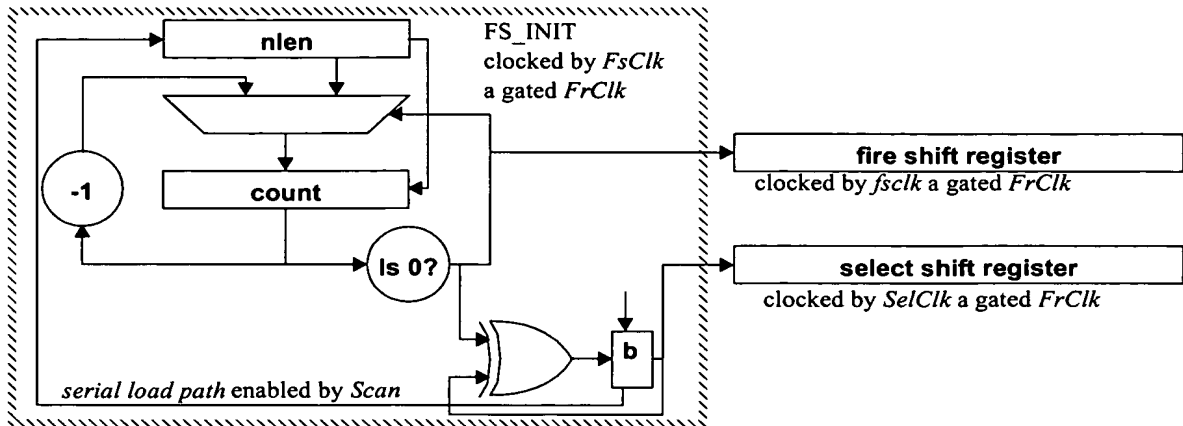 nlen
FS_INIT
clocked by FsClk
a gated FrClk
fire shift register
clocked by fsclk a gated FrClk
-1
count
Is 0?
select shift register
clocked by SelClk a gated FrClk
b
serial load path enabled by Scan